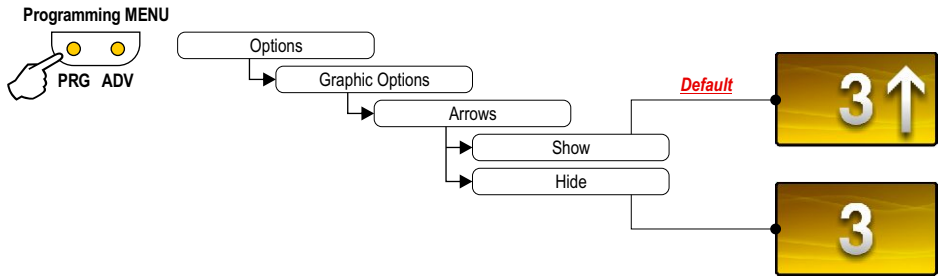 Programming MENU
PRG ADV
Options
Graphic Options
Arrows
Show
Hide
Default
3↑
3